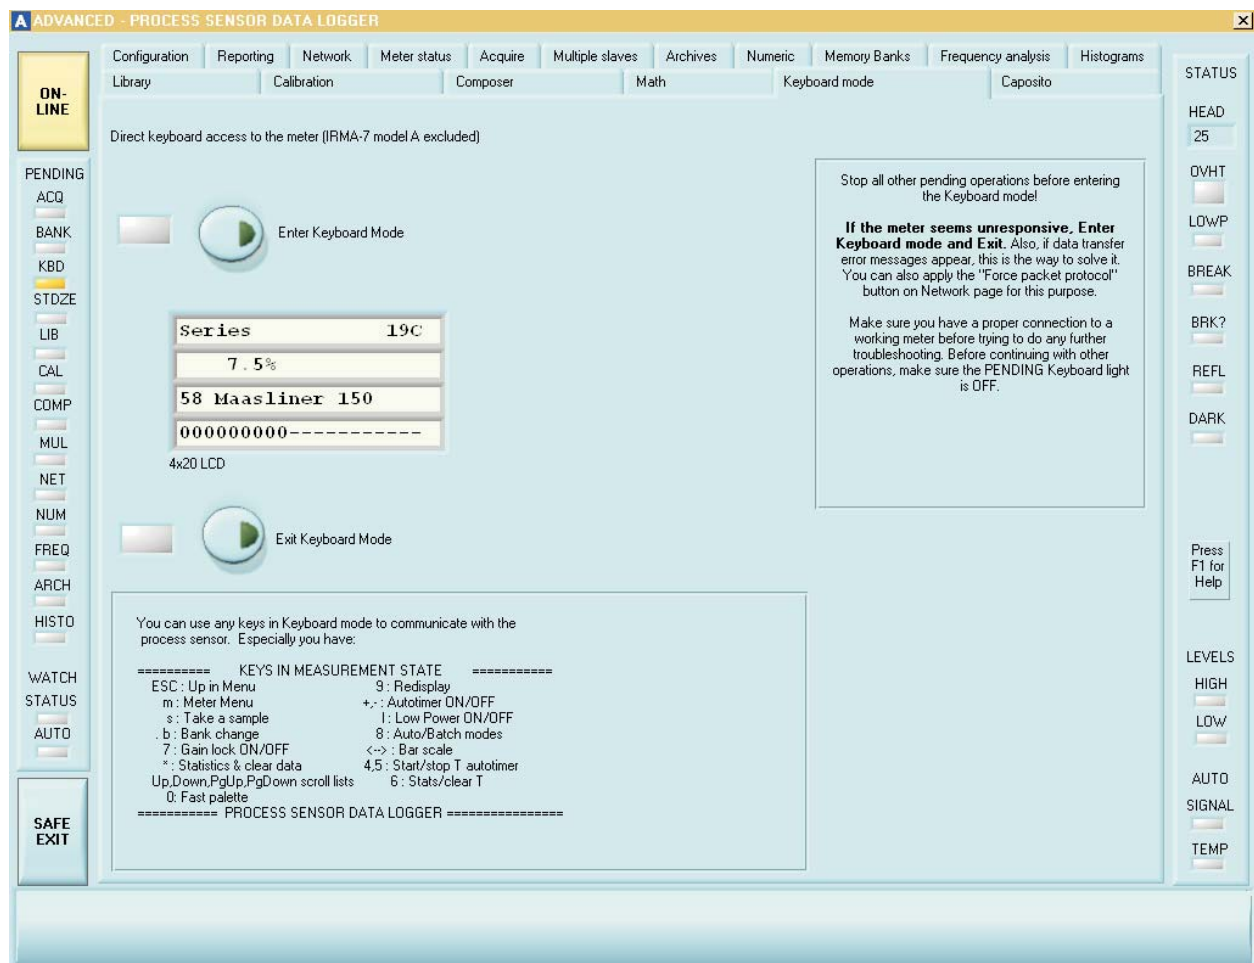 A ADVANCED - PROCESS SENSOR DATA LOGGER
Configuration Reporting Network Meter status Acquire Multiple slaves Archives Numeric Memory Banks Frequency analysis Histograms
Library Calibration Composer Math Keyboard mode Caposito
ON-
LINE
PENDING
ACQ
BANK
KBD
STDZE
LIB
CAL
COMP
MUL
NET
NUM
FREQ
ARCH
HISTO
WATCH
STATUS
AUTO
SAFE
EXIT
Direct keyboard access to the meter (IRMA-7 model A excluded)
Enter Keyboard Mode
Series 19C
7.5%
58 Maasliner 150
000000000-----------
4x20 LCD
Exit Keyboard Mode
Stop all other pending operations before entering
the Keyboard mode!
If the meter seems unresponsive, Enter
Keyboard mode and Exit. Also, if data transfer
error messages appear, this is the way to solve it.
You can also apply the "Force packet protocol"
button on Network page for this purpose.
Make sure you have a proper connection to a
working meter before trying to do any further
troubleshooting. Before continuing with other
operations, make sure the PENDING Keyboard light
is OFF.
You can use any keys in Keyboard mode to communicate with the
process sensor. Especially you have:
========== KEYS IN MEASUREMENT STATE ===========
ESC : Up in Menu 9 : Redisplay
m : Meter Menu +,- : Autotimer ON/OFF
s : Take a sample l : Low Power ON/OFF
. b : Bank change 8 : Auto/Batch modes
7 : Gain lock ON/OFF <--> : Bar scale
* : Statistics & clear data 4,5 : Start/stop T autotimer
Up,Down,PgUp,PgDown scroll lists 6 : Stats/clear T
0: Fast palette
=========== PROCESS SENSOR DATA LOGGER ================
STATUS
HEAD
25
OVHT
LOWP
BREAK
BRK?
REFL
DARK
Press
F1 for
Help
LEVELS
HIGH
LOW
AUTO
SIGNAL
TEMP